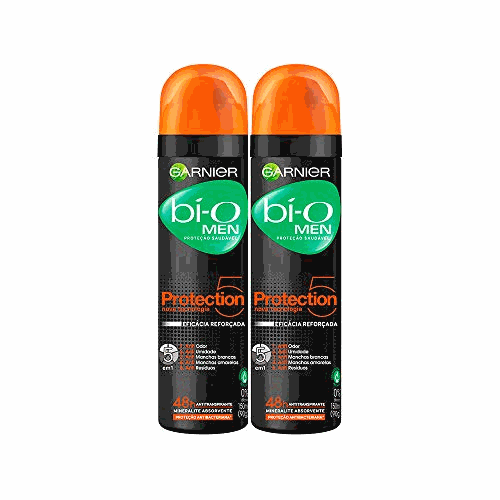 GARNIER
bí-O
MEN
PROTEÇÃO SAUDÁVEL
Protection 5
nova tecnologia
EFICÁCIA REFORÇADA
5 em1
Odor
Umidade
Manchas brancas
Manchas amarelas
Resíduos
48h ANTITRANSPIRANTE
MINERALITE ABSORVENTE
PROTEÇÃO ANTIBACTERIANA*
GARNIER
bí-O
MEN
PROTEÇÃO SAUDÁVEL
Protection 5
nova tecnologia
EFICÁCIA REFORÇADA
5 em1
Odor
Umidade
Manchas brancas
Manchas amarelas
Resíduos
48h ANTITRANSPIRANTE
MINERALITE ABSORVENTE
PROTEÇÃO ANTIBACTERIANA*